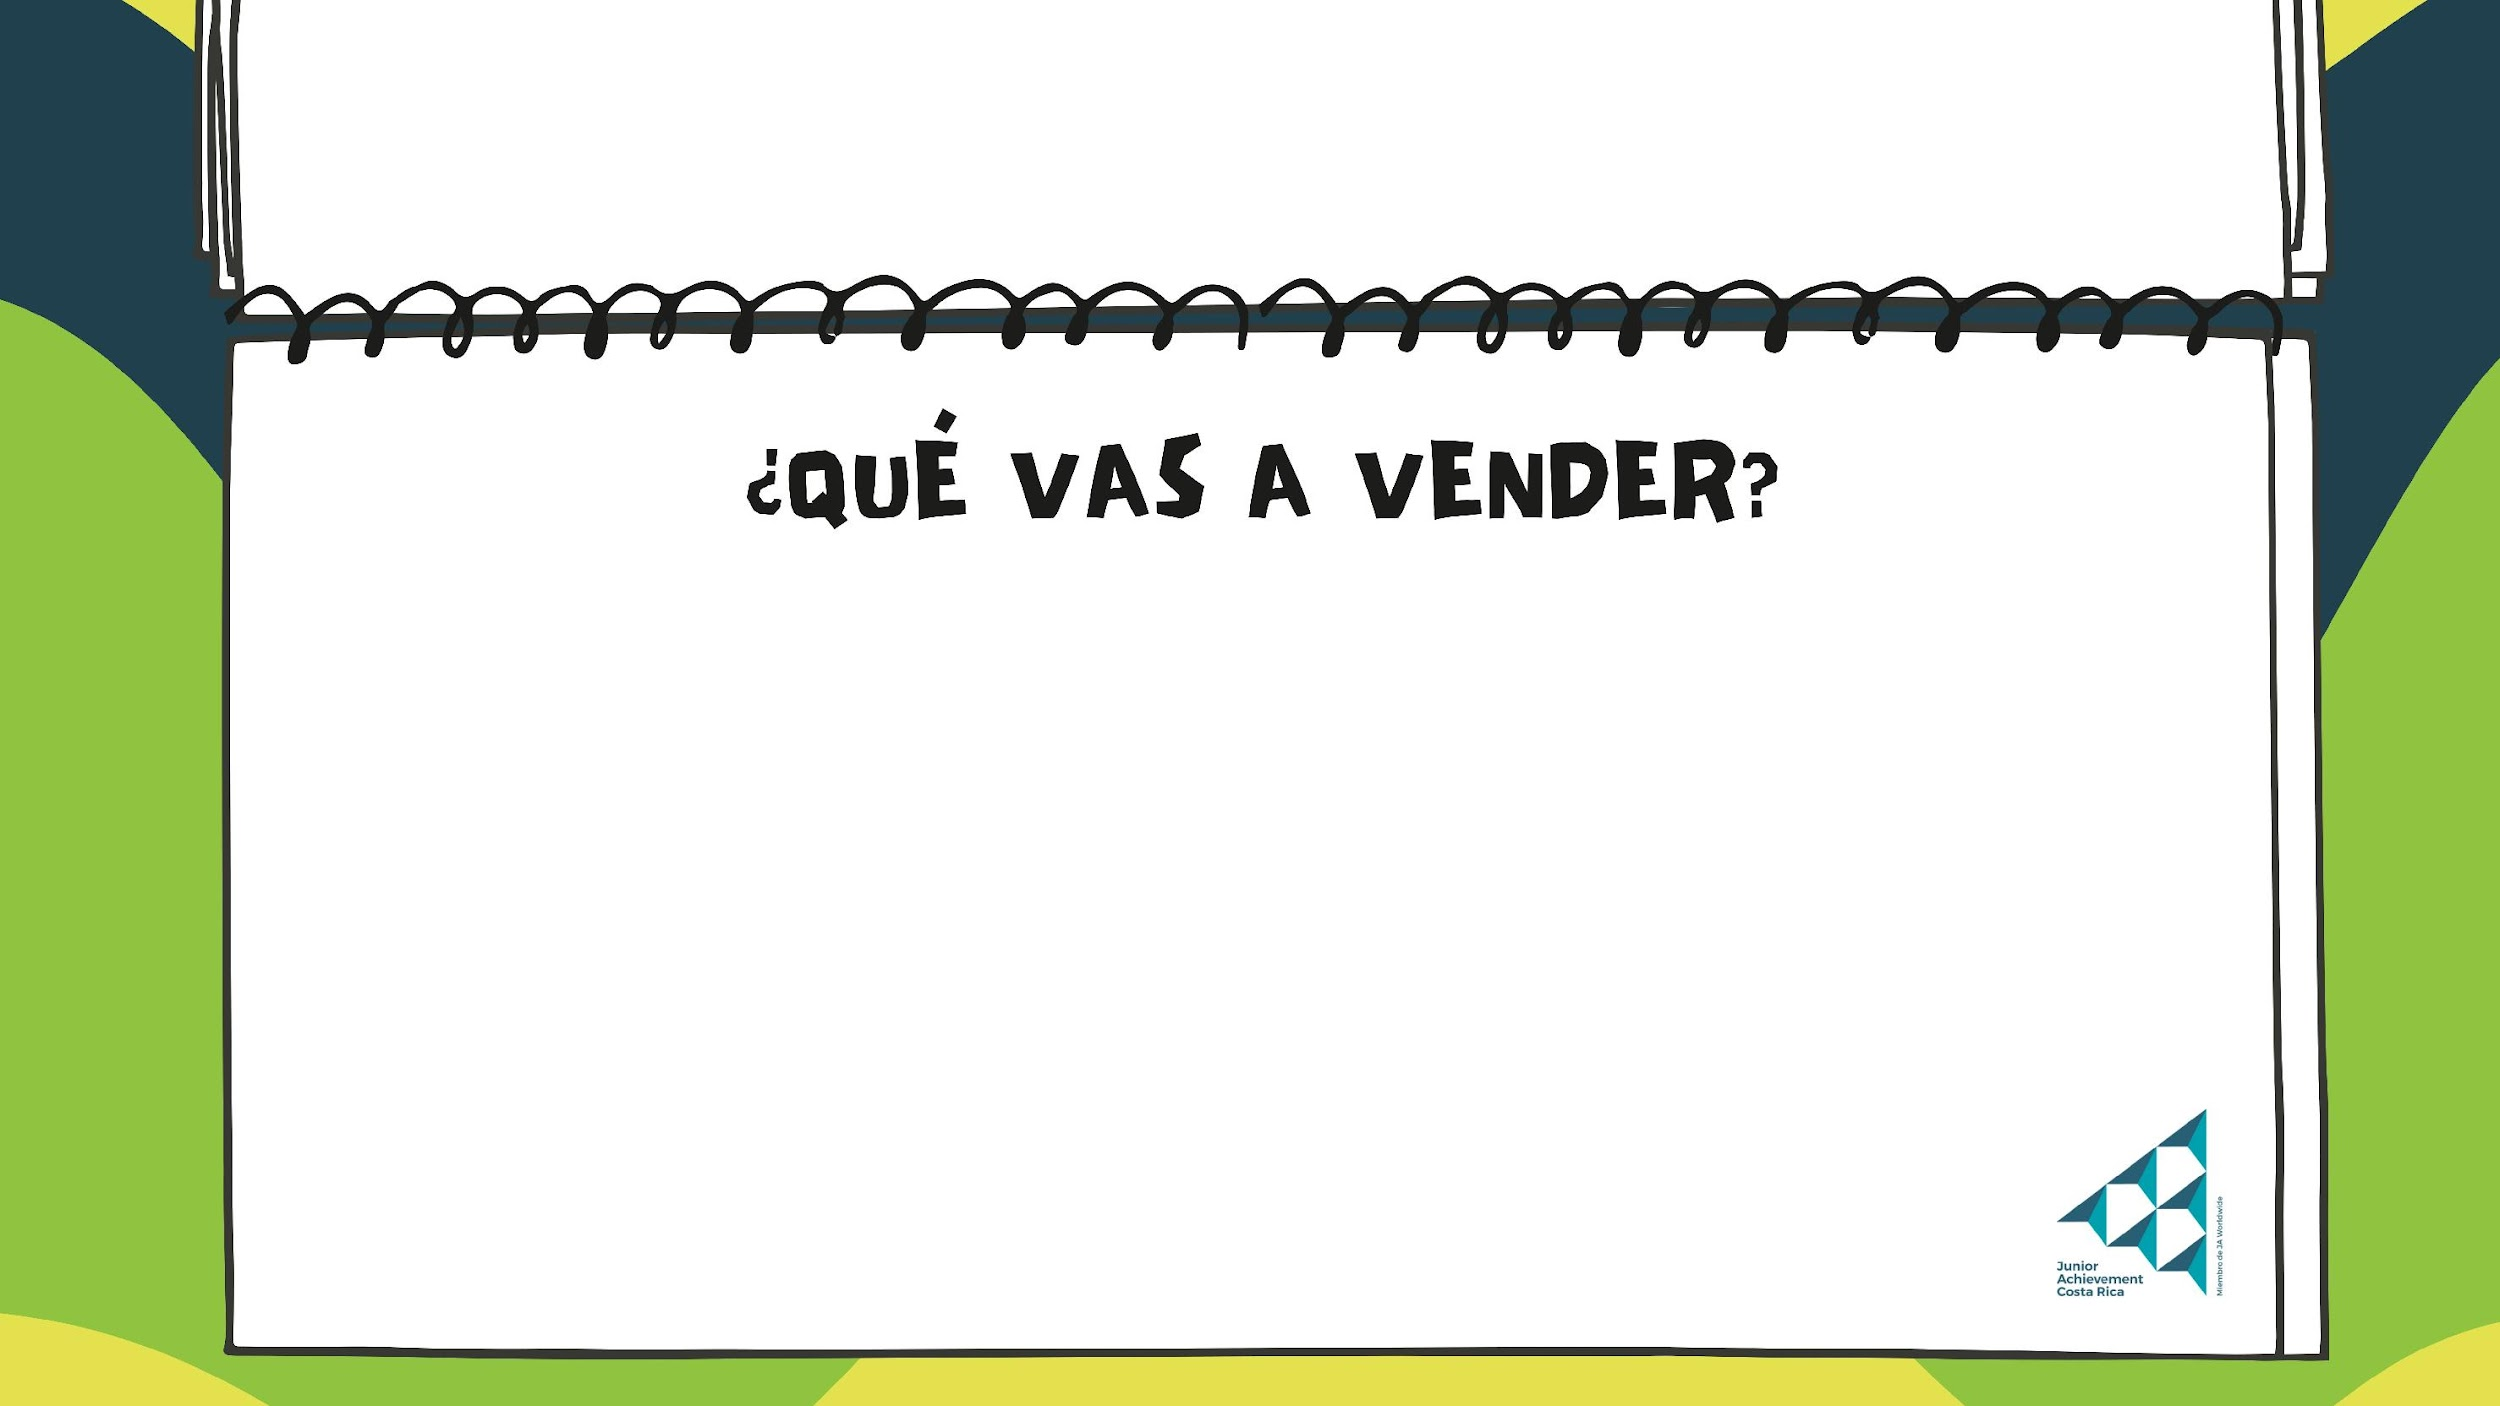 ¿QUÉ VAS A VENDER?
Junior
Achievement
Costa Rica
Miembro de JA Worldwide